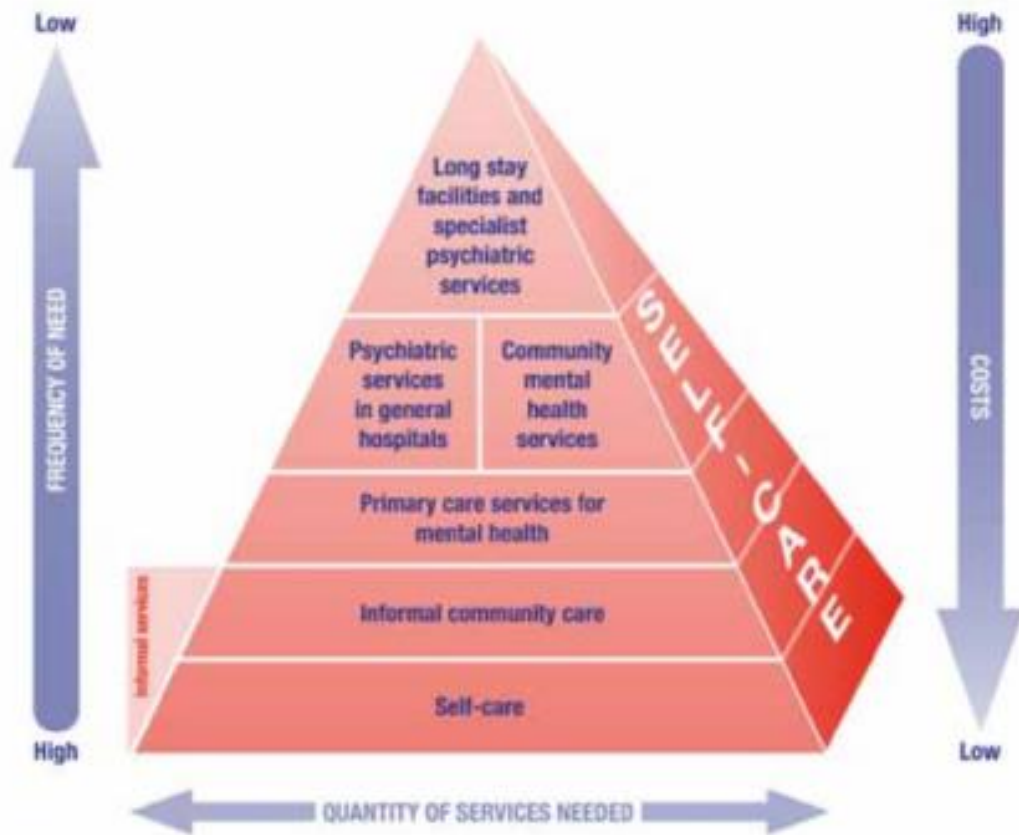 Low
High
FREQUENCY OF NEED
COSTS
High
Low
Long stay
facilities and
specialist
psychiatric
services
Psychiatric
services
in general
hospitals
Community
mental
health
services
Primary care services for
mental health
Informal community care
Self-care
Informal services
SELF-CARE
QUANTITY OF SERVICES NEEDED